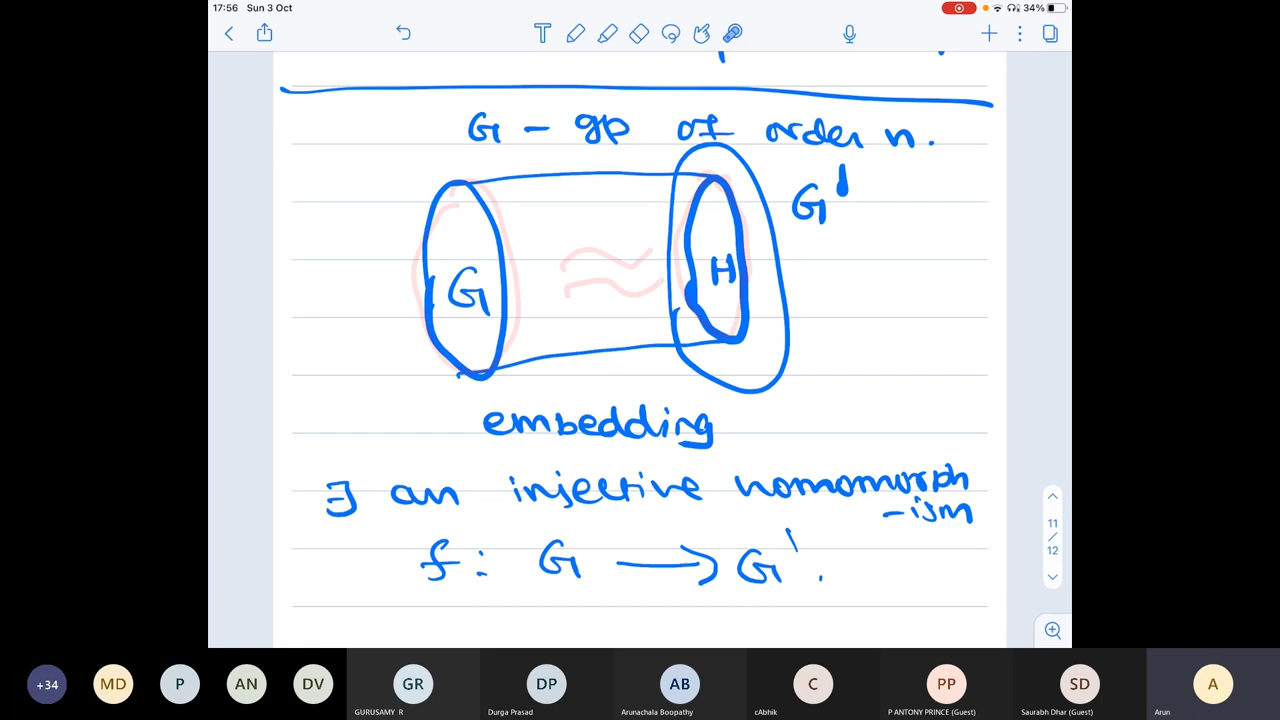 17:56 Sun 3 Oct
34%
G - gp of order n.
G'
G ≈ H
embedding
∃ an injective homomorph
-ism
f: G ⟶ G'.
11
/
12
+34
MD
P
AN
DV
GR
DP
AB
C
PP
SD
A
GURUSAMY R
Durga Prasad
Arunachala Boopathy
cAbhik
P ANTONY PRINCE (Guest)
Saurabh Dhar (Guest)
Arun